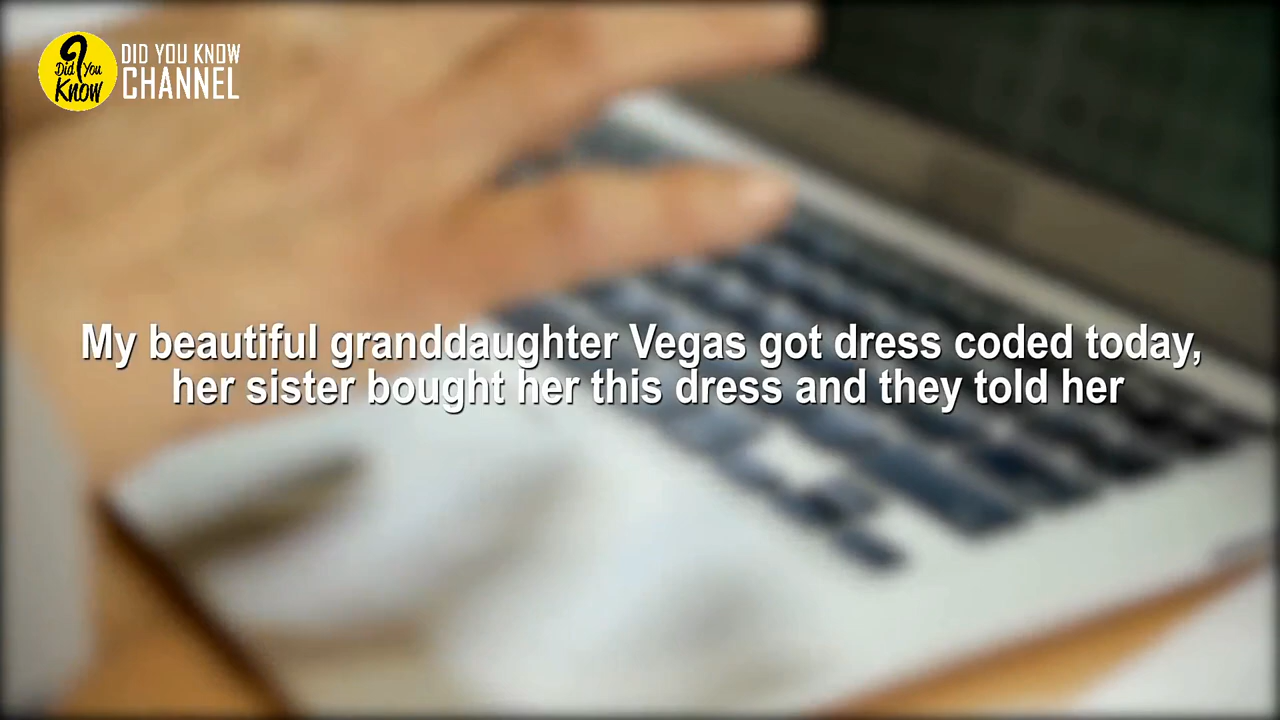 Did You Know
DID YOU KNOW
CHANNEL
My beautiful granddaughter Vegas got dress coded today,
her sister bought her this dress and they told her